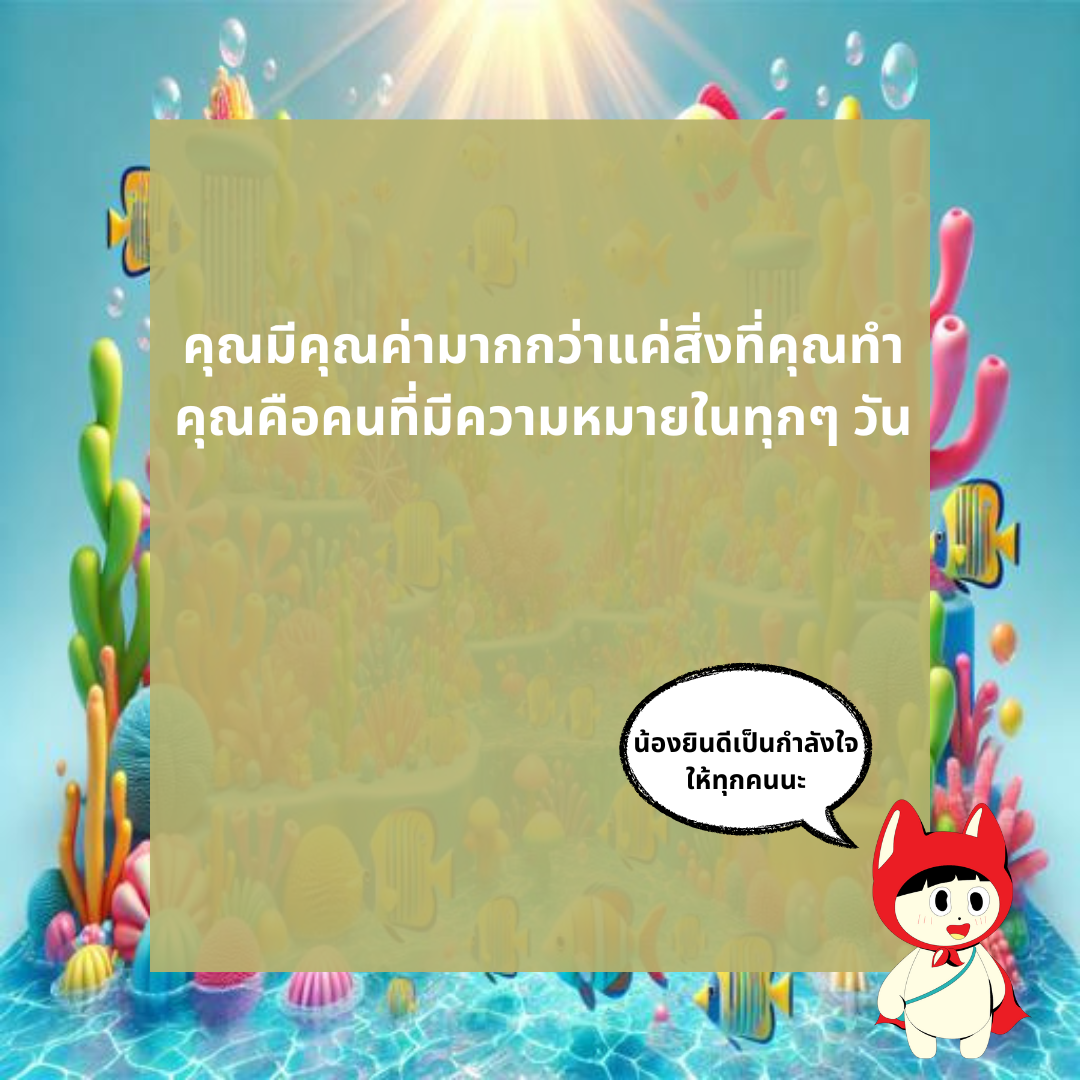 คุณมีคุณค่ามากกว่าแค่สิ่งที่คุณทำ
คุณคือคนที่มีความหมายในทุกๆ วัน
น้องยินดีเป็นกำลังใจ
ให้ทุกคนนะ